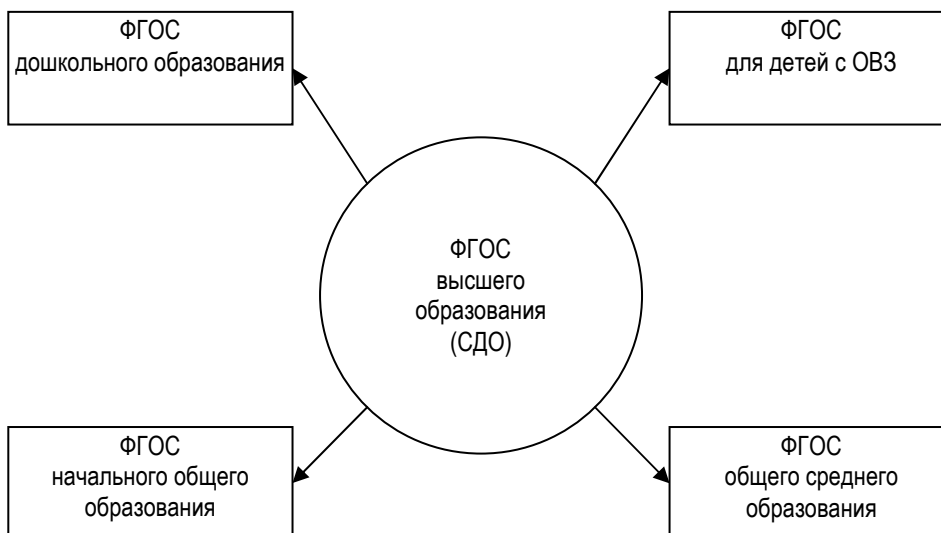 ФГОС
дошкольного образования
ФГОС
для детей с ОВЗ
ФГОС
высшего
образования
(СДО)
ФГОС
начального общего
образования
ФГОС
общего среднего
образования